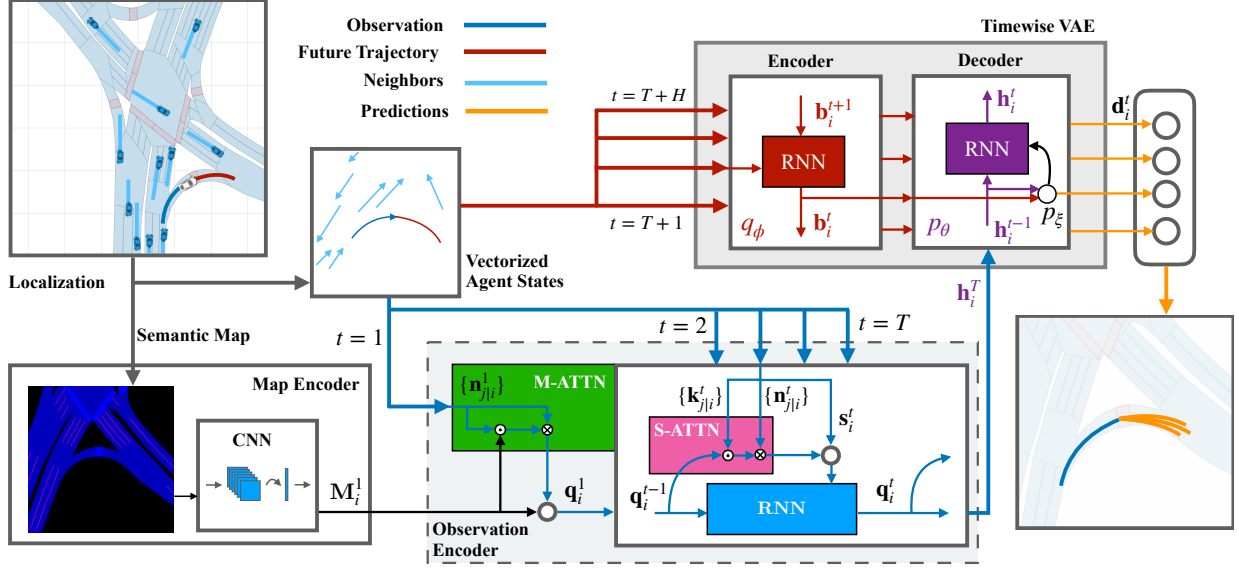 Observation
Future Trajectory
Neighbors
Predictions
Timewise VAE
Encoder
Decoder
t = T + H
t = T + 1
𝐛_i^{t+1}
RNN
𝐛_i^t
q_ϕ
𝐡_i^t
RNN
p_θ
𝐡_i^{t−1}
p_ξ
𝐝_i^t
Vectorized
Agent States
Localization
Semantic Map
t = 1
t = 2
t = T
𝐡_i^T
Map Encoder
CNN
𝐌_i^1
{𝐧_{j|i}^1}
M-ATTN
𝐪_i^1
Observation
Encoder
{𝐤_{j|i}^t}
{𝐧_{j|i}^t}
𝐬_i^t
S-ATTN
𝐪_i^{t−1}
RNN
𝐪_i^t